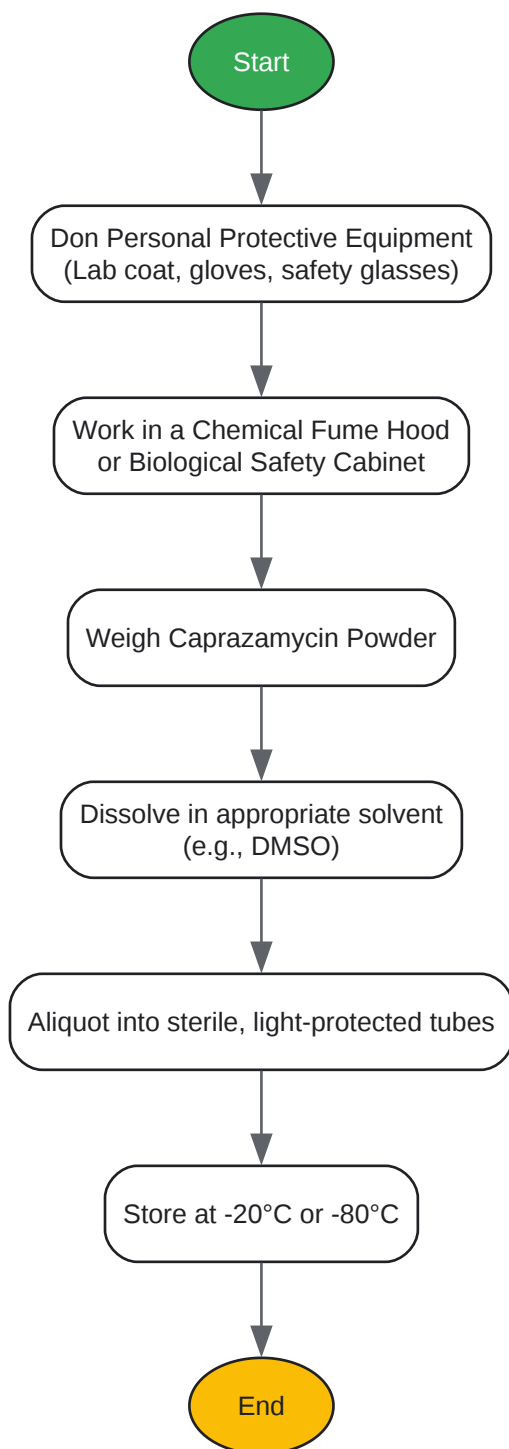 Start
Don Personal Protective Equipment
(Lab coat, gloves, safety glasses)
Work in a Chemical Fume Hood
or Biological Safety Cabinet
Weigh Caprazamycin Powder
Dissolve in appropriate solvent
(e.g., DMSO)
Aliquot into sterile, light-protected tubes
Store at -20°C or -80°C
End